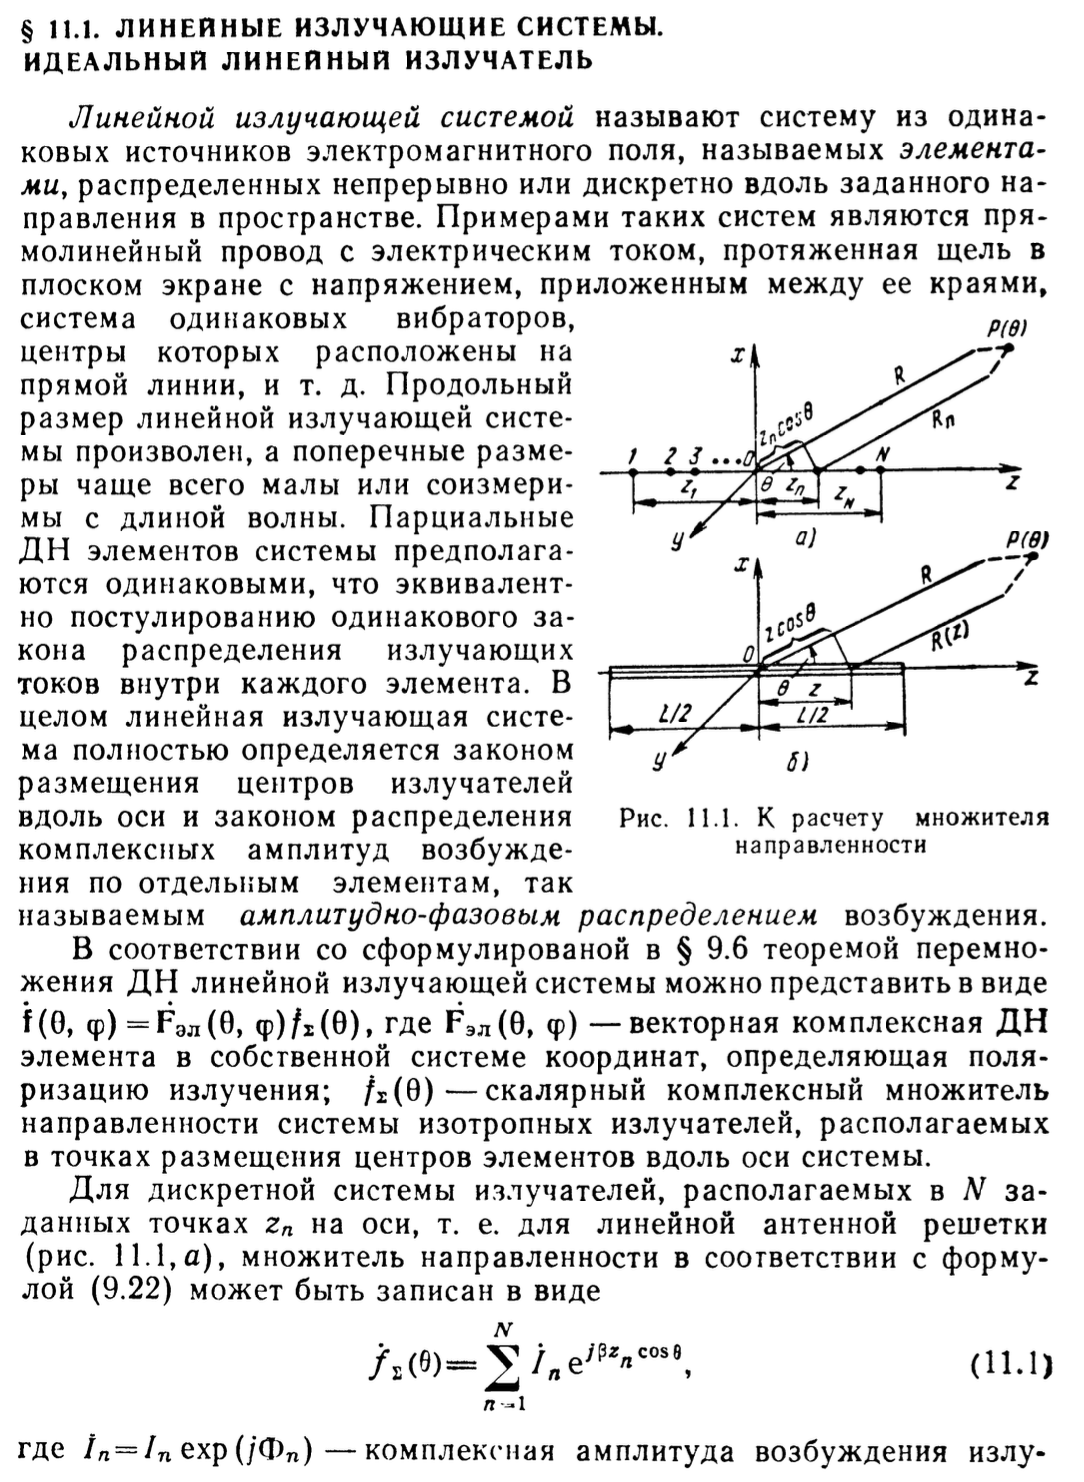 § 11.1. ЛИНЕЙНЫЕ ИЗЛУЧАЮЩИЕ СИСТЕМЫ.
ИДЕАЛЬНЫЙ ЛИНЕЙНЫЙ ИЗЛУЧАТЕЛЬ
Линейной излучающей системой называют систему из одина-
ковых источников электромагнитного поля, называемых элемента-
ми, распределенных непрерывно или дискретно вдоль заданного на-
правления в пространстве. Примерами таких систем являются пря-
молинейный провод с электрическим током, протяженная щель в
плоском экране с напряжением, приложенным между ее краями,
система одинаковых вибраторов,
центры которых расположены на
прямой линии, и т. д. Продольный
размер линейной излучающей систе-
мы произволен, а поперечные разме-
ры чаще всего малы или соизмери-
мы с длиной волны. Парциальные
ДН элементов системы предполага-
ются одинаковыми, что эквивалент-
но постулированию одинакового за-
кона распределения излучающих
токов внутри каждого элемента. В
целом линейная излучающая систе-
ма полностью определяется законом
размещения центров излучателей
вдоль оси и законом распределения
комплексных амплитуд возбужде-
ния по отдельным элементам, так
называемым амплитудно-фазовым распределением возбуждения.
x
P(θ)
R
Rₙ
zₙcosθ
1 2 3 ...0
N
θ
z₁
zₙ
z_N
z
y
а)
x
P(θ)
R
R(z)
z cosθ
0
θ
z
z
L/2
L/2
y
б)
Рис. 11.1. К расчету множителя
направленности
В соответствии со сформулированой в § 9.6 теоремой перемно-
жения ДН линейной излучающей системы можно представить в виде
ḟ(θ, φ) = Ḟэл(θ, φ)ḟ_Σ(θ), где Ḟэл(θ, φ) — векторная комплексная ДН
элемента в собственной системе координат, определяющая поля-
ризацию излучения; ḟ_Σ(θ) — скалярный комплексный множитель
направленности системы изотропных излучателей, располагаемых
в точках размещения центров элементов вдоль оси системы.
Для дискретной системы излучателей, располагаемых в N за-
данных точках zₙ на оси, т. е. для линейной антенной решетки
(рис. 11.1, а), множитель направленности в соответствии с форму-
лой (9.22) может быть записан в виде
ḟ_Σ(θ) = ∑_{n=1}^{N} İₙ e^{jβzₙ cosθ}, (11.1)
где İₙ = Iₙ exp (jΦₙ) — комплексная амплитуда возбуждения излу-